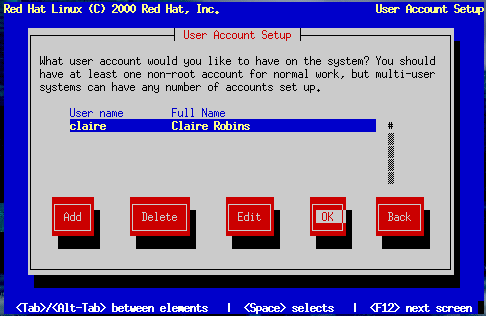 Red Hat Linux (C) 2000 Red Hat, Inc. User Account Setup
User Account Setup
What user account would you like to have on the system? You should
have at least one non-root account for normal work, but multi-user
systems can have any number of accounts set up.
User name Full Name
claire Claire Robins #
Add Delete Edit OK Back
<Tab>/<Alt-Tab> between elements | <Space> selects | <F12> next screen